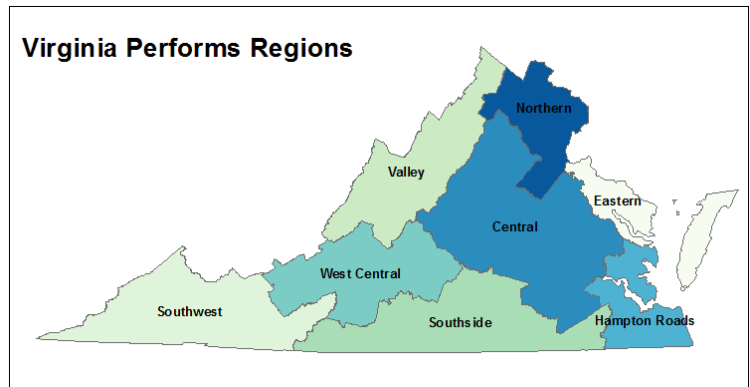 Virginia Performs Regions
Northern
Valley
Eastern
Central
West Central
Southwest
Southside
Hampton Roads